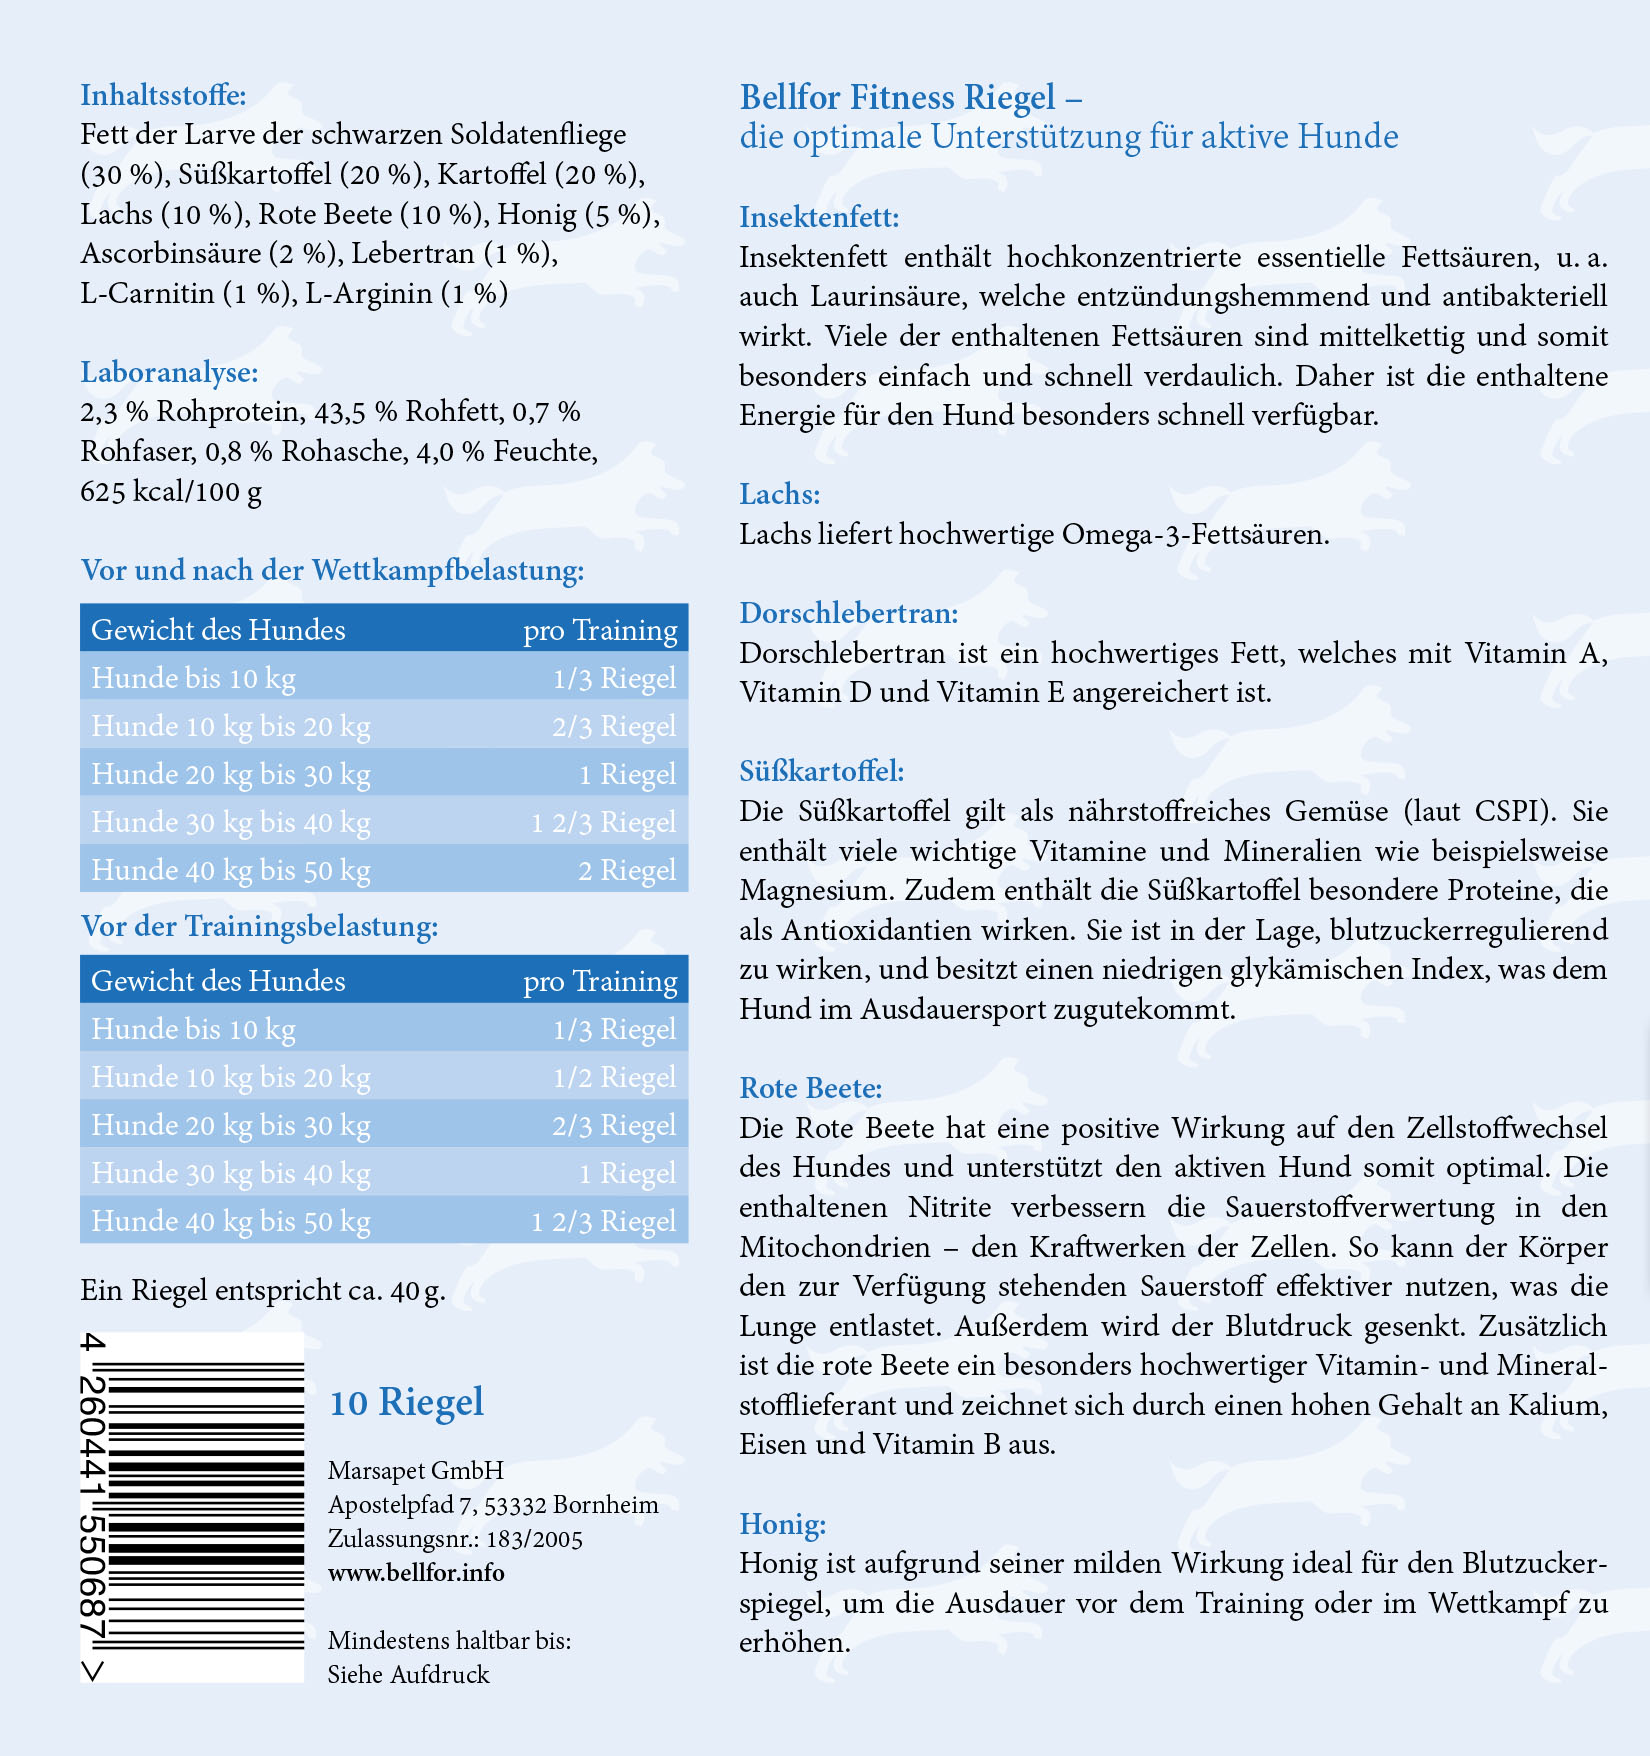 Inhaltsstoffe:
Fett der Larve der schwarzen Soldatenfliege
(30 %), Süßkartoffel (20 %), Kartoffel (20 %),
Lachs (10 %), Rote Beete (10 %), Honig (5 %),
Ascorbinsäure (2 %), Lebertran (1 %),
L-Carnitin (1 %), L-Arginin (1 %)
Laboranalyse:
2,3 % Rohprotein, 43,5 % Rohfett, 0,7 %
Rohfaser, 0,8 % Rohasche, 4,0 % Feuchte,
625 kcal/100 g
Vor und nach der Wettkampfbelastung:
Gewicht des Hundes pro Training
Hunde bis 10 kg 1/3 Riegel
Hunde 10 kg bis 20 kg 2/3 Riegel
Hunde 20 kg bis 30 kg 1 Riegel
Hunde 30 kg bis 40 kg 1 2/3 Riegel
Hunde 40 kg bis 50 kg 2 Riegel
Vor der Trainingsbelastung:
Gewicht des Hundes pro Training
Hunde bis 10 kg 1/3 Riegel
Hunde 10 kg bis 20 kg 1/2 Riegel
Hunde 20 kg bis 30 kg 2/3 Riegel
Hunde 30 kg bis 40 kg 1 Riegel
Hunde 40 kg bis 50 kg 1 2/3 Riegel
Ein Riegel entspricht ca. 40 g.
4 260441 550687 >
10 Riegel
Marsapet GmbH
Apostelpfad 7, 53332 Bornheim
Zulassungsnr.: 183/2005
www.bellfor.info
Mindestens haltbar bis:
Siehe Aufdruck
Bellfor Fitness Riegel –
die optimale Unterstützung für aktive Hunde
Insektenfett:
Insektenfett enthält hochkonzentrierte essentielle Fettsäuren, u. a.
auch Laurinsäure, welche entzündungshemmend und antibakteriell
wirkt. Viele der enthaltenen Fettsäuren sind mittelkettig und somit
besonders einfach und schnell verdaulich. Daher ist die enthaltene
Energie für den Hund besonders schnell verfügbar.
Lachs:
Lachs liefert hochwertige Omega-3-Fettsäuren.
Dorschlebertran:
Dorschlebertran ist ein hochwertiges Fett, welches mit Vitamin A,
Vitamin D und Vitamin E angereichert ist.
Süßkartoffel:
Die Süßkartoffel gilt als nährstoffreiches Gemüse (laut CSPI). Sie
enthält viele wichtige Vitamine und Mineralien wie beispielsweise
Magnesium. Zudem enthält die Süßkartoffel besondere Proteine, die
als Antioxidantien wirken. Sie ist in der Lage, blutzuckerregulierend
zu wirken, und besitzt einen niedrigen glykämischen Index, was dem
Hund im Ausdauersport zugutekommt.
Rote Beete:
Die Rote Beete hat eine positive Wirkung auf den Zellstoffwechsel
des Hundes und unterstützt den aktiven Hund somit optimal. Die
enthaltenen Nitrite verbessern die Sauerstoffverwertung in den
Mitochondrien – den Kraftwerken der Zellen. So kann der Körper
den zur Verfügung stehenden Sauerstoff effektiver nutzen, was die
Lunge entlastet. Außerdem wird der Blutdruck gesenkt. Zusätzlich
ist die rote Beete ein besonders hochwertiger Vitamin- und Mineral-
stofflieferant und zeichnet sich durch einen hohen Gehalt an Kalium,
Eisen und Vitamin B aus.
Honig:
Honig ist aufgrund seiner milden Wirkung ideal für den Blutzucker-
spiegel, um die Ausdauer vor dem Training oder im Wettkampf zu
erhöhen.